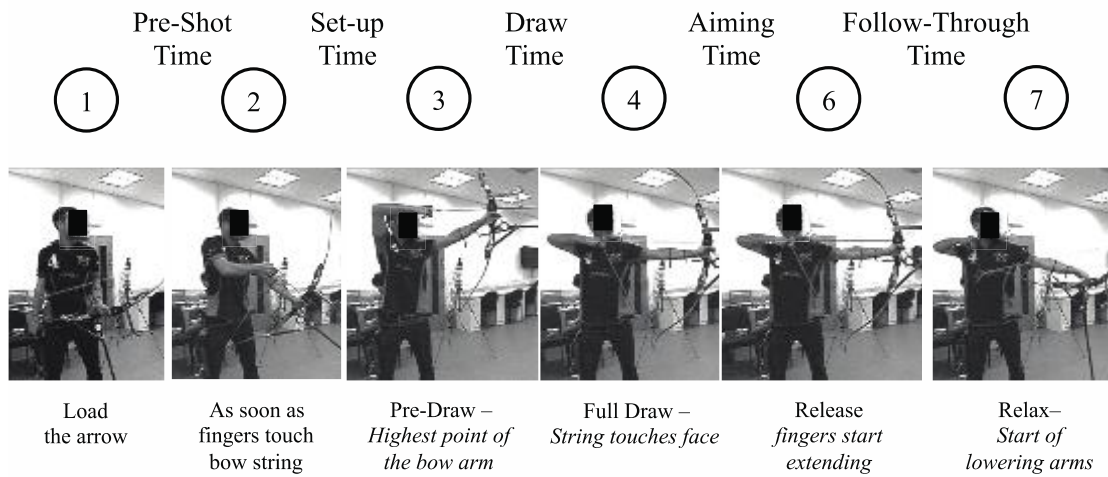 Pre-Shot
Time
Set-up
Time
Draw
Time
Aiming
Time
Follow-Through
Time
1
2
3
4
6
7
Load
the arrow
As soon as
fingers touch
bow string
Pre-Draw –
Highest point of
the bow arm
Full Draw –
String touches face
Release
fingers start
extending
Relax–
Start of
lowering arms